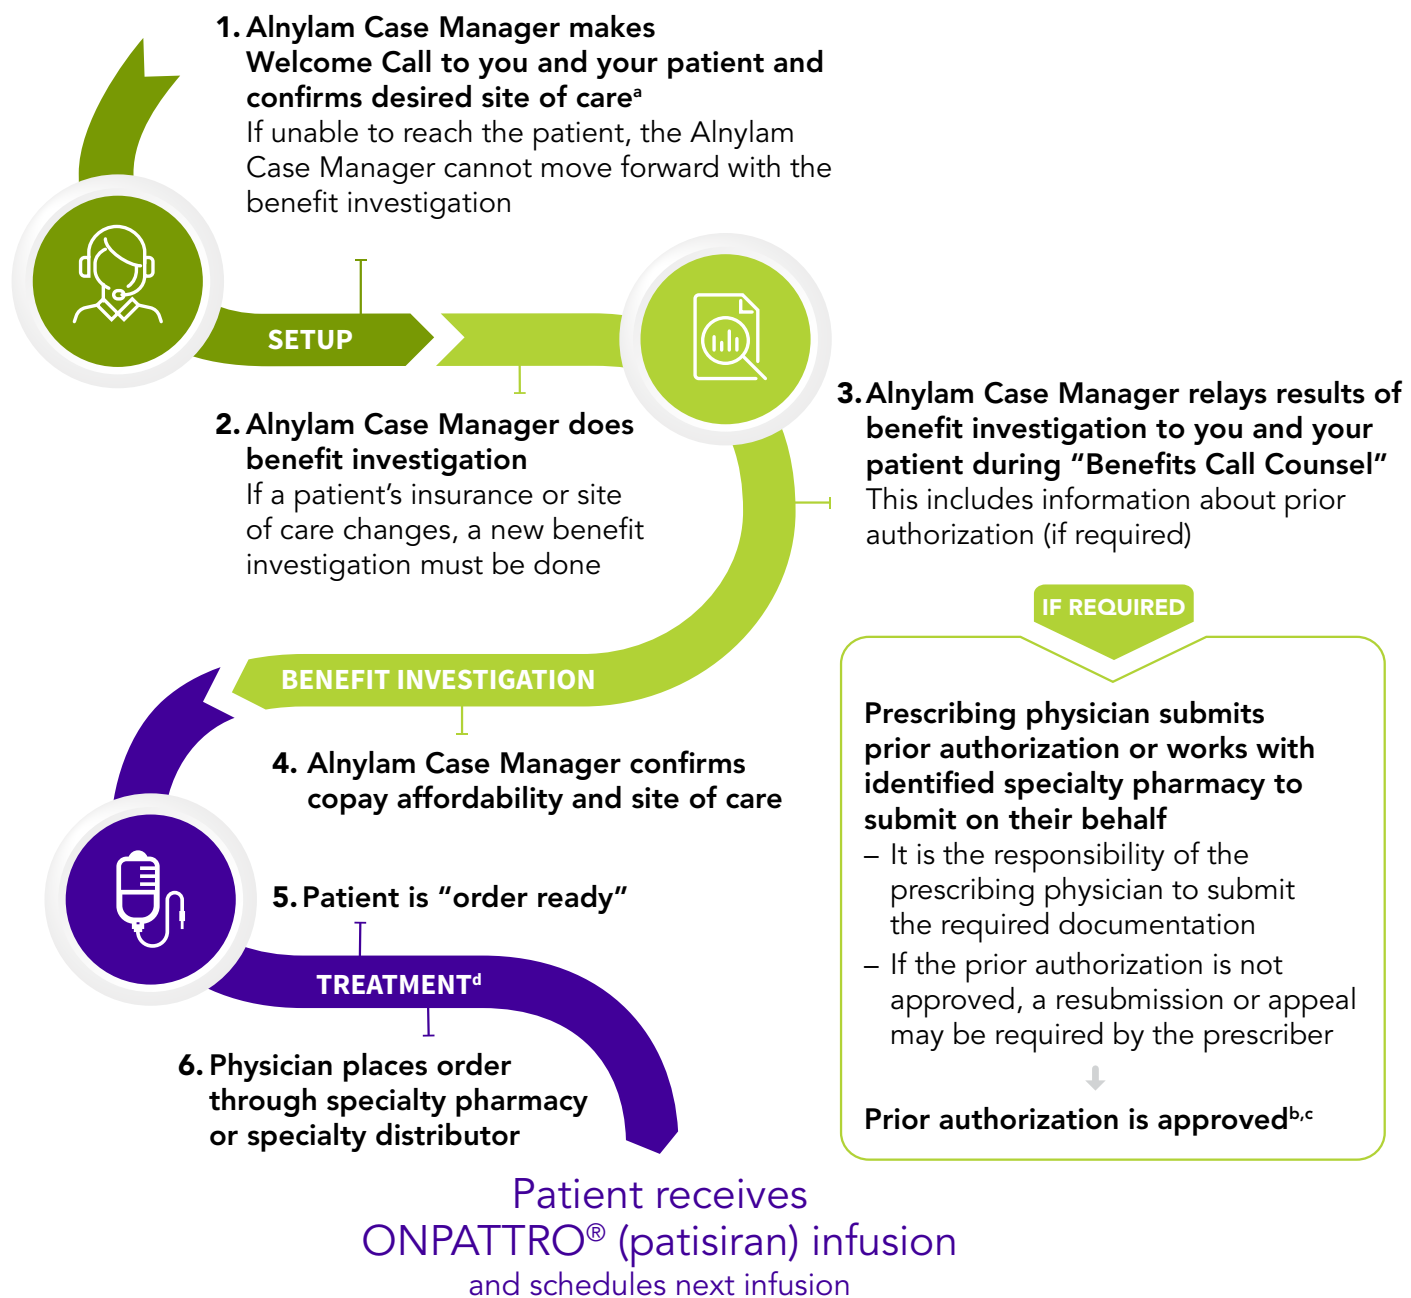 1. Alnylam Case Manager makes
Welcome Call to you and your patient and
confirms desired site of careᵃ
If unable to reach the patient, the Alnylam
Case Manager cannot move forward with the
benefit investigation
SETUP
2. Alnylam Case Manager does
benefit investigation
If a patient’s insurance or site
of care changes, a new benefit
investigation must be done
3. Alnylam Case Manager relays results of
benefit investigation to you and your
patient during “Benefits Call Counsel”
This includes information about prior
authorization (if required)
IF REQUIRED
Prescribing physician submits
prior authorization or works with
identified specialty pharmacy to
submit on their behalf
– It is the responsibility of the
prescribing physician to submit
the required documentation
– If the prior authorization is not
approved, a resubmission or appeal
may be required by the prescriber
Prior authorization is approvedᵇ,ᶜ
BENEFIT INVESTIGATION
4. Alnylam Case Manager confirms
copay affordability and site of care
5. Patient is “order ready”
TREATMENTᵈ
6. Physician places order
through specialty pharmacy
or specialty distributor
Patient receives
ONPATTRO® (patisiran) infusion
and schedules next infusion